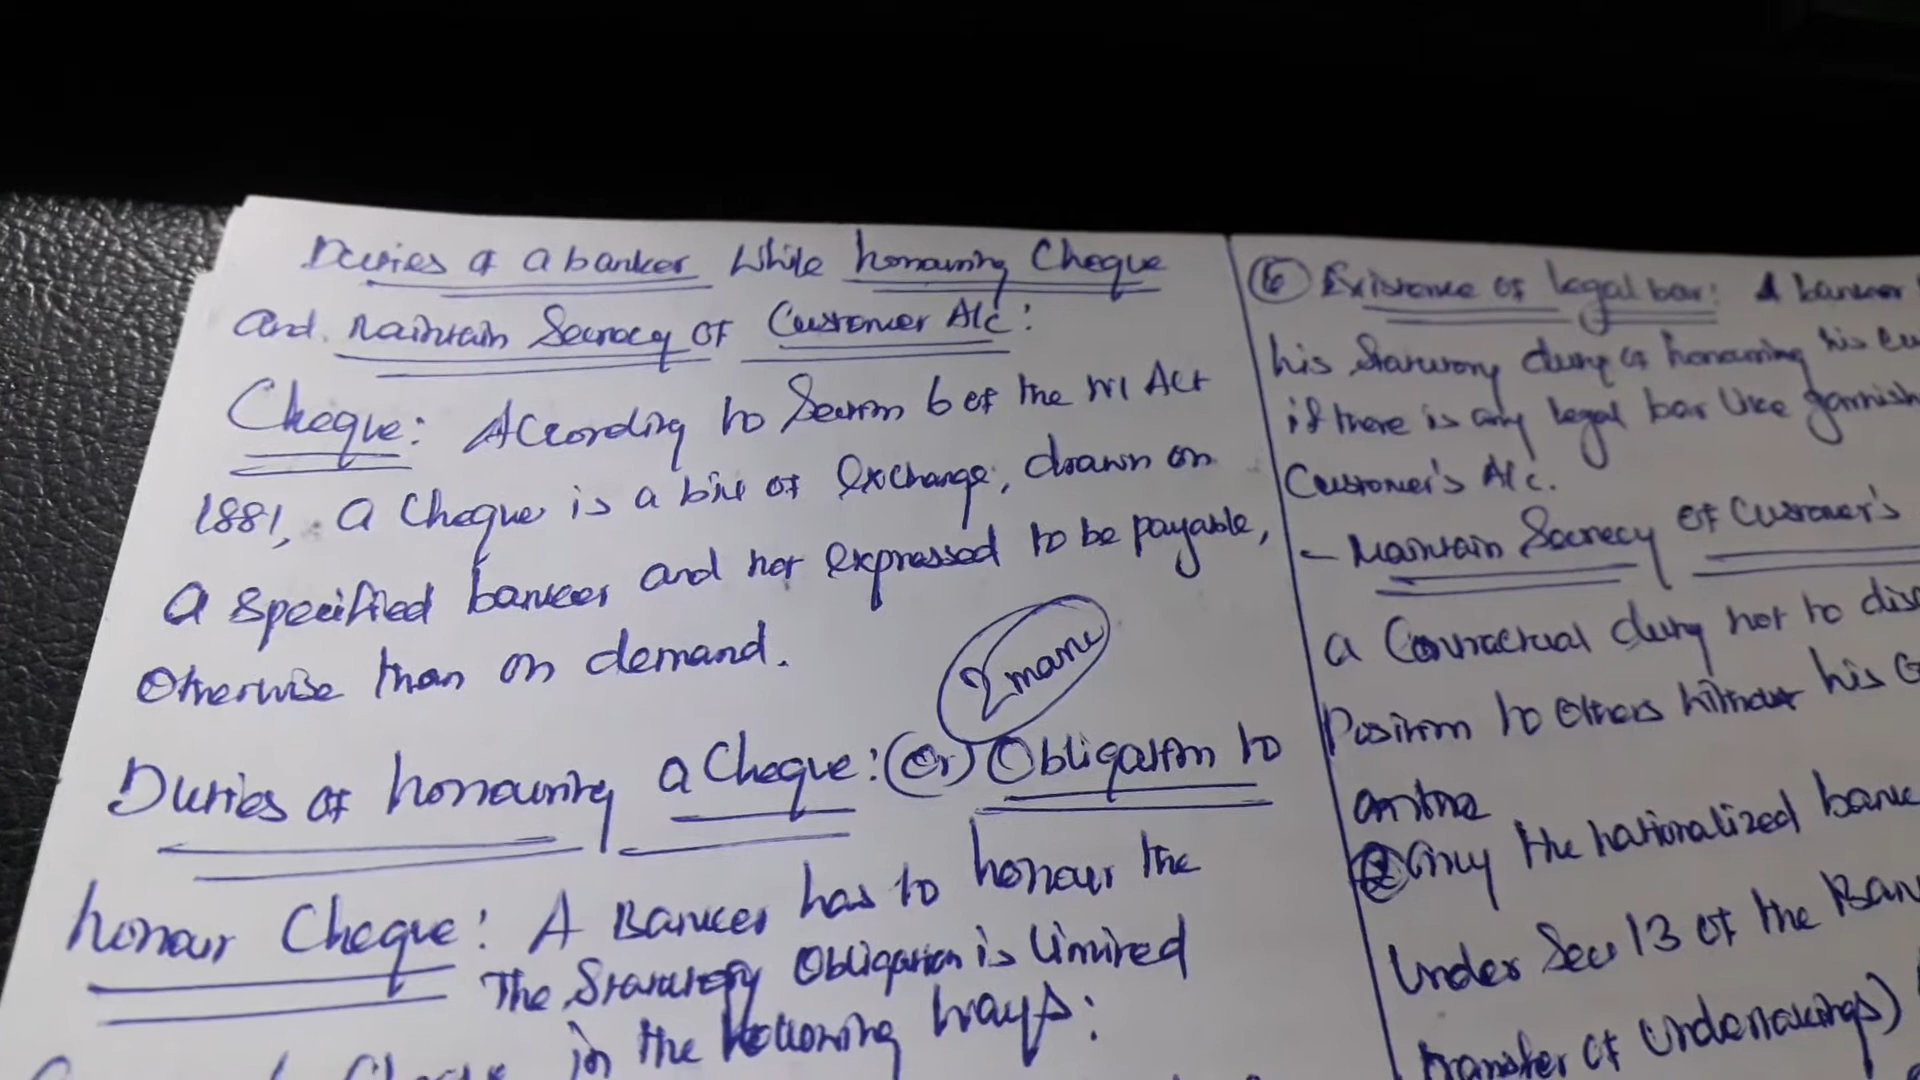 Duties of a banker while honouring Cheque
and maintain Secracy of Customer A/c:
Cheque: According to Section 6 of the NI Act
1881, a Cheque is a bill of exchange, drawn on
a specified banker and not expressed to be payable,
otherwise than on demand.
2 mark
Duties of honouring a Cheque: (or) Obligation to
honour Cheque: A Banker has to honour the
The Statutory Obligation is limited
in the following ways:
6 Existence of legal bar: A banker
his Statutory duty of honouring his
if there is any legal bar like garnish
Customer's A/c.
- Maintain Secrecy of Customer's
a Contractual duty not to dis
Position to others without his
Only the nationalized bank
Under Sec 13 of the Ban
transfer of Undertakings)